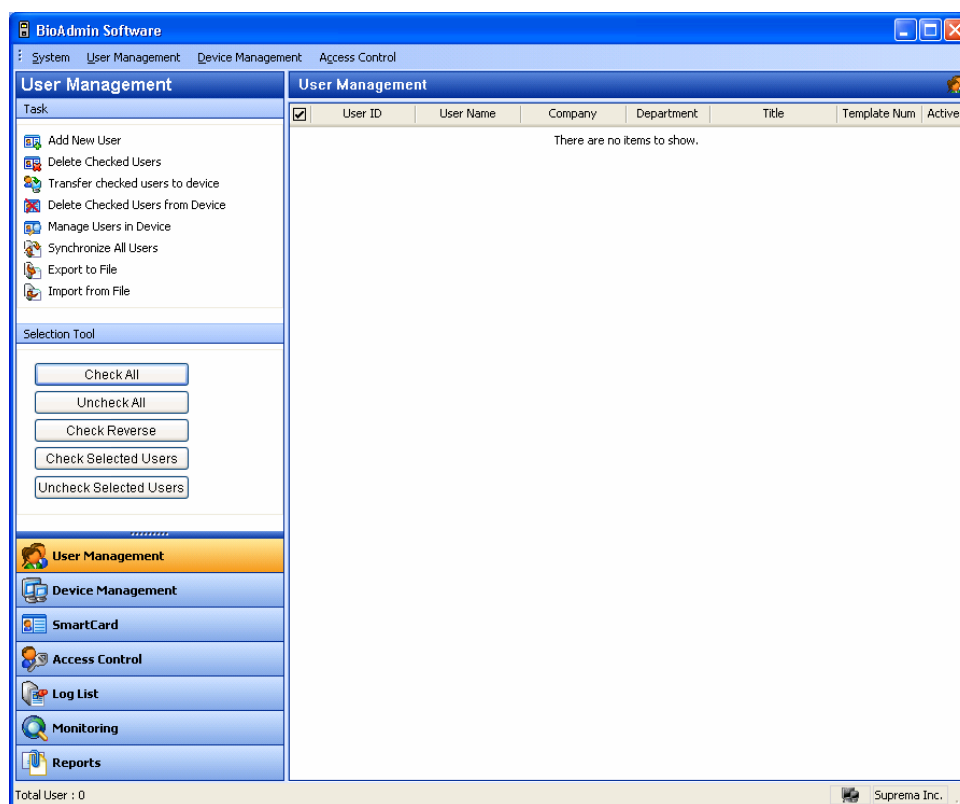 BioAdmin Software
System User Management Device Management Access Control
User Management
User Management
Task
User ID User Name Company Department Title Template Num Active
There are no items to show.
Add New User
Delete Checked Users
Transfer checked users to device
Delete Checked Users from Device
Manage Users in Device
Synchronize All Users
Export to File
Import from File
Selection Tool
Check All
Uncheck All
Check Reverse
Check Selected Users
Uncheck Selected Users
User Management
Device Management
SmartCard
Access Control
Log List
Monitoring
Reports
Total User : 0
Suprema Inc.